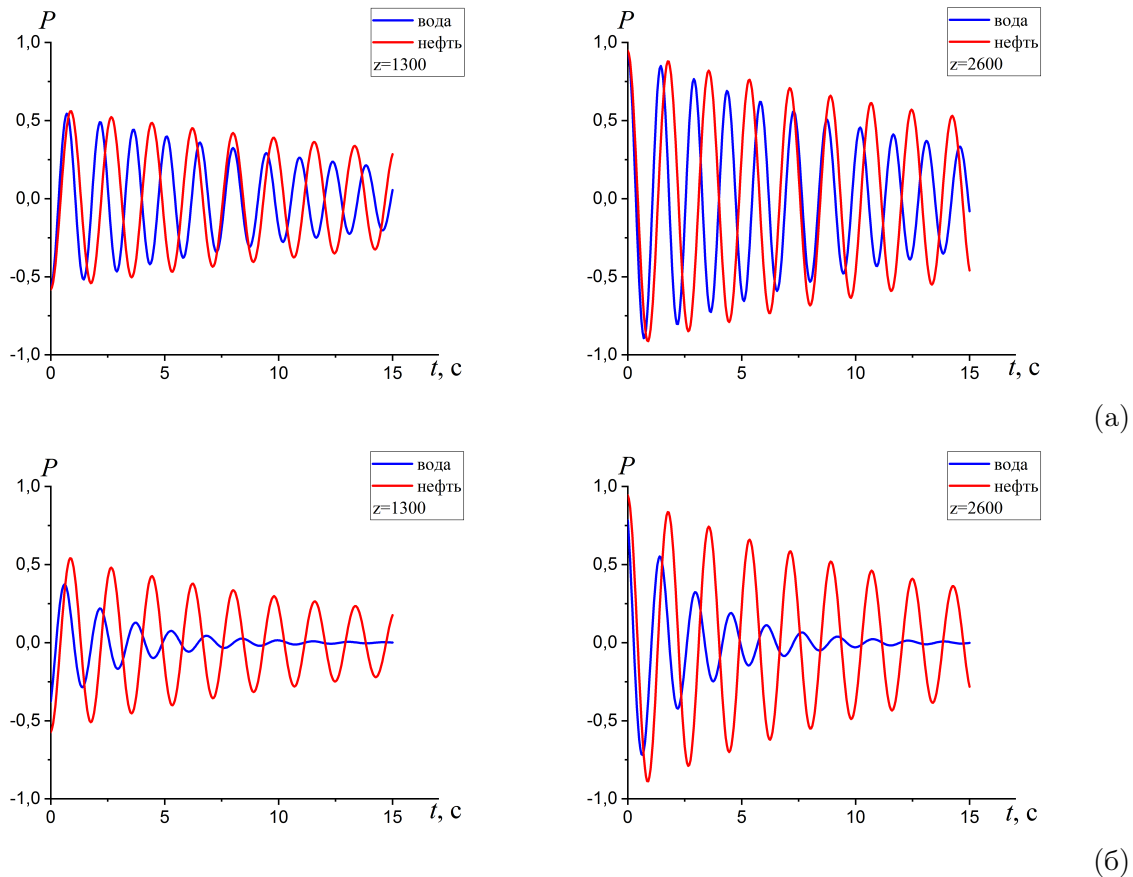 P
вода
нефть
z=1300
1,0
0,5
0,0
-0,5
-1,0
0 5 10 15
t, с
P
вода
нефть
z=2600
1,0
0,5
0,0
-0,5
-1,0
0 5 10 15
t, с
(а)
P
вода
нефть
z=1300
1,0
0,5
0,0
-0,5
-1,0
0 5 10 15
t, с
P
вода
нефть
z=2600
1,0
0,5
0,0
-0,5
-1,0
0 5 10 15
t, с
(б)